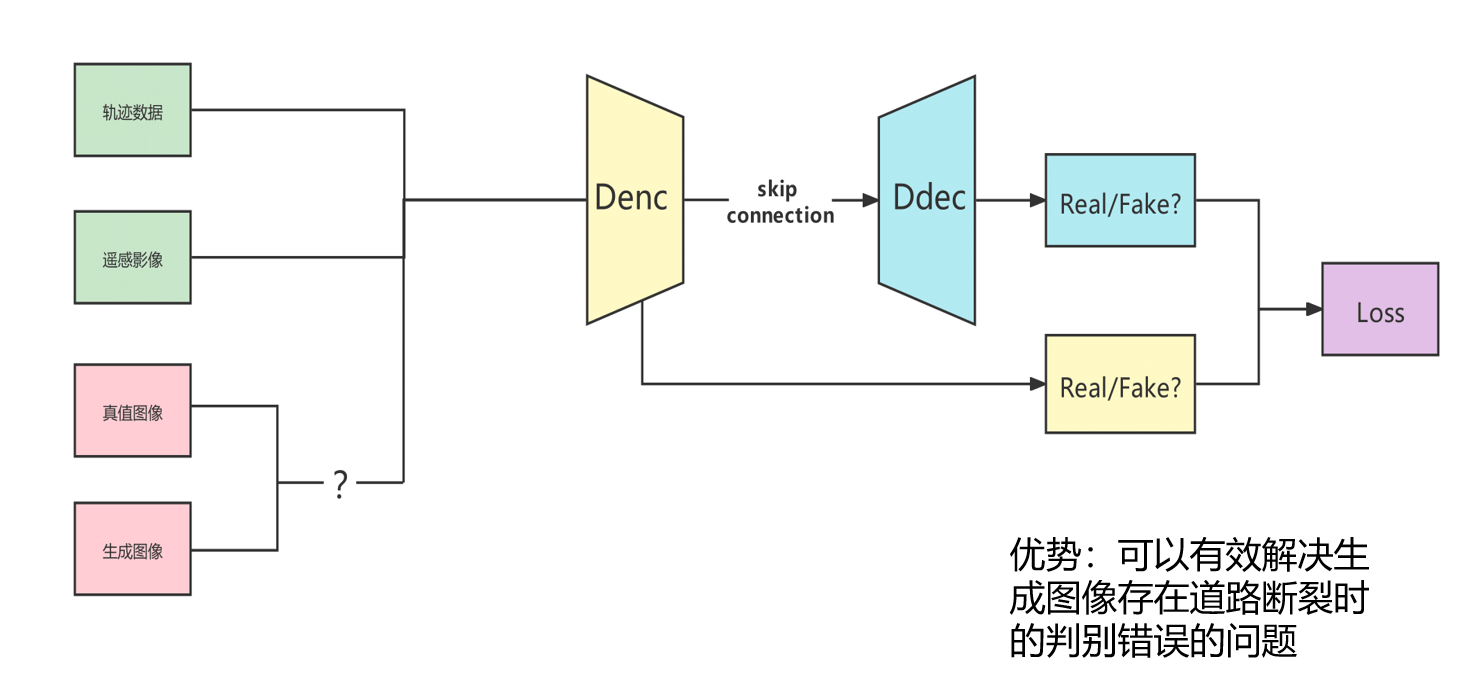 轨迹数据
遥感影像
真值图像
生成图像
?
Denc
skip
connection
Ddec
Real/Fake?
Real/Fake?
Loss
优势：可以有效解决生
成图像存在道路断裂时
的判别错误的问题